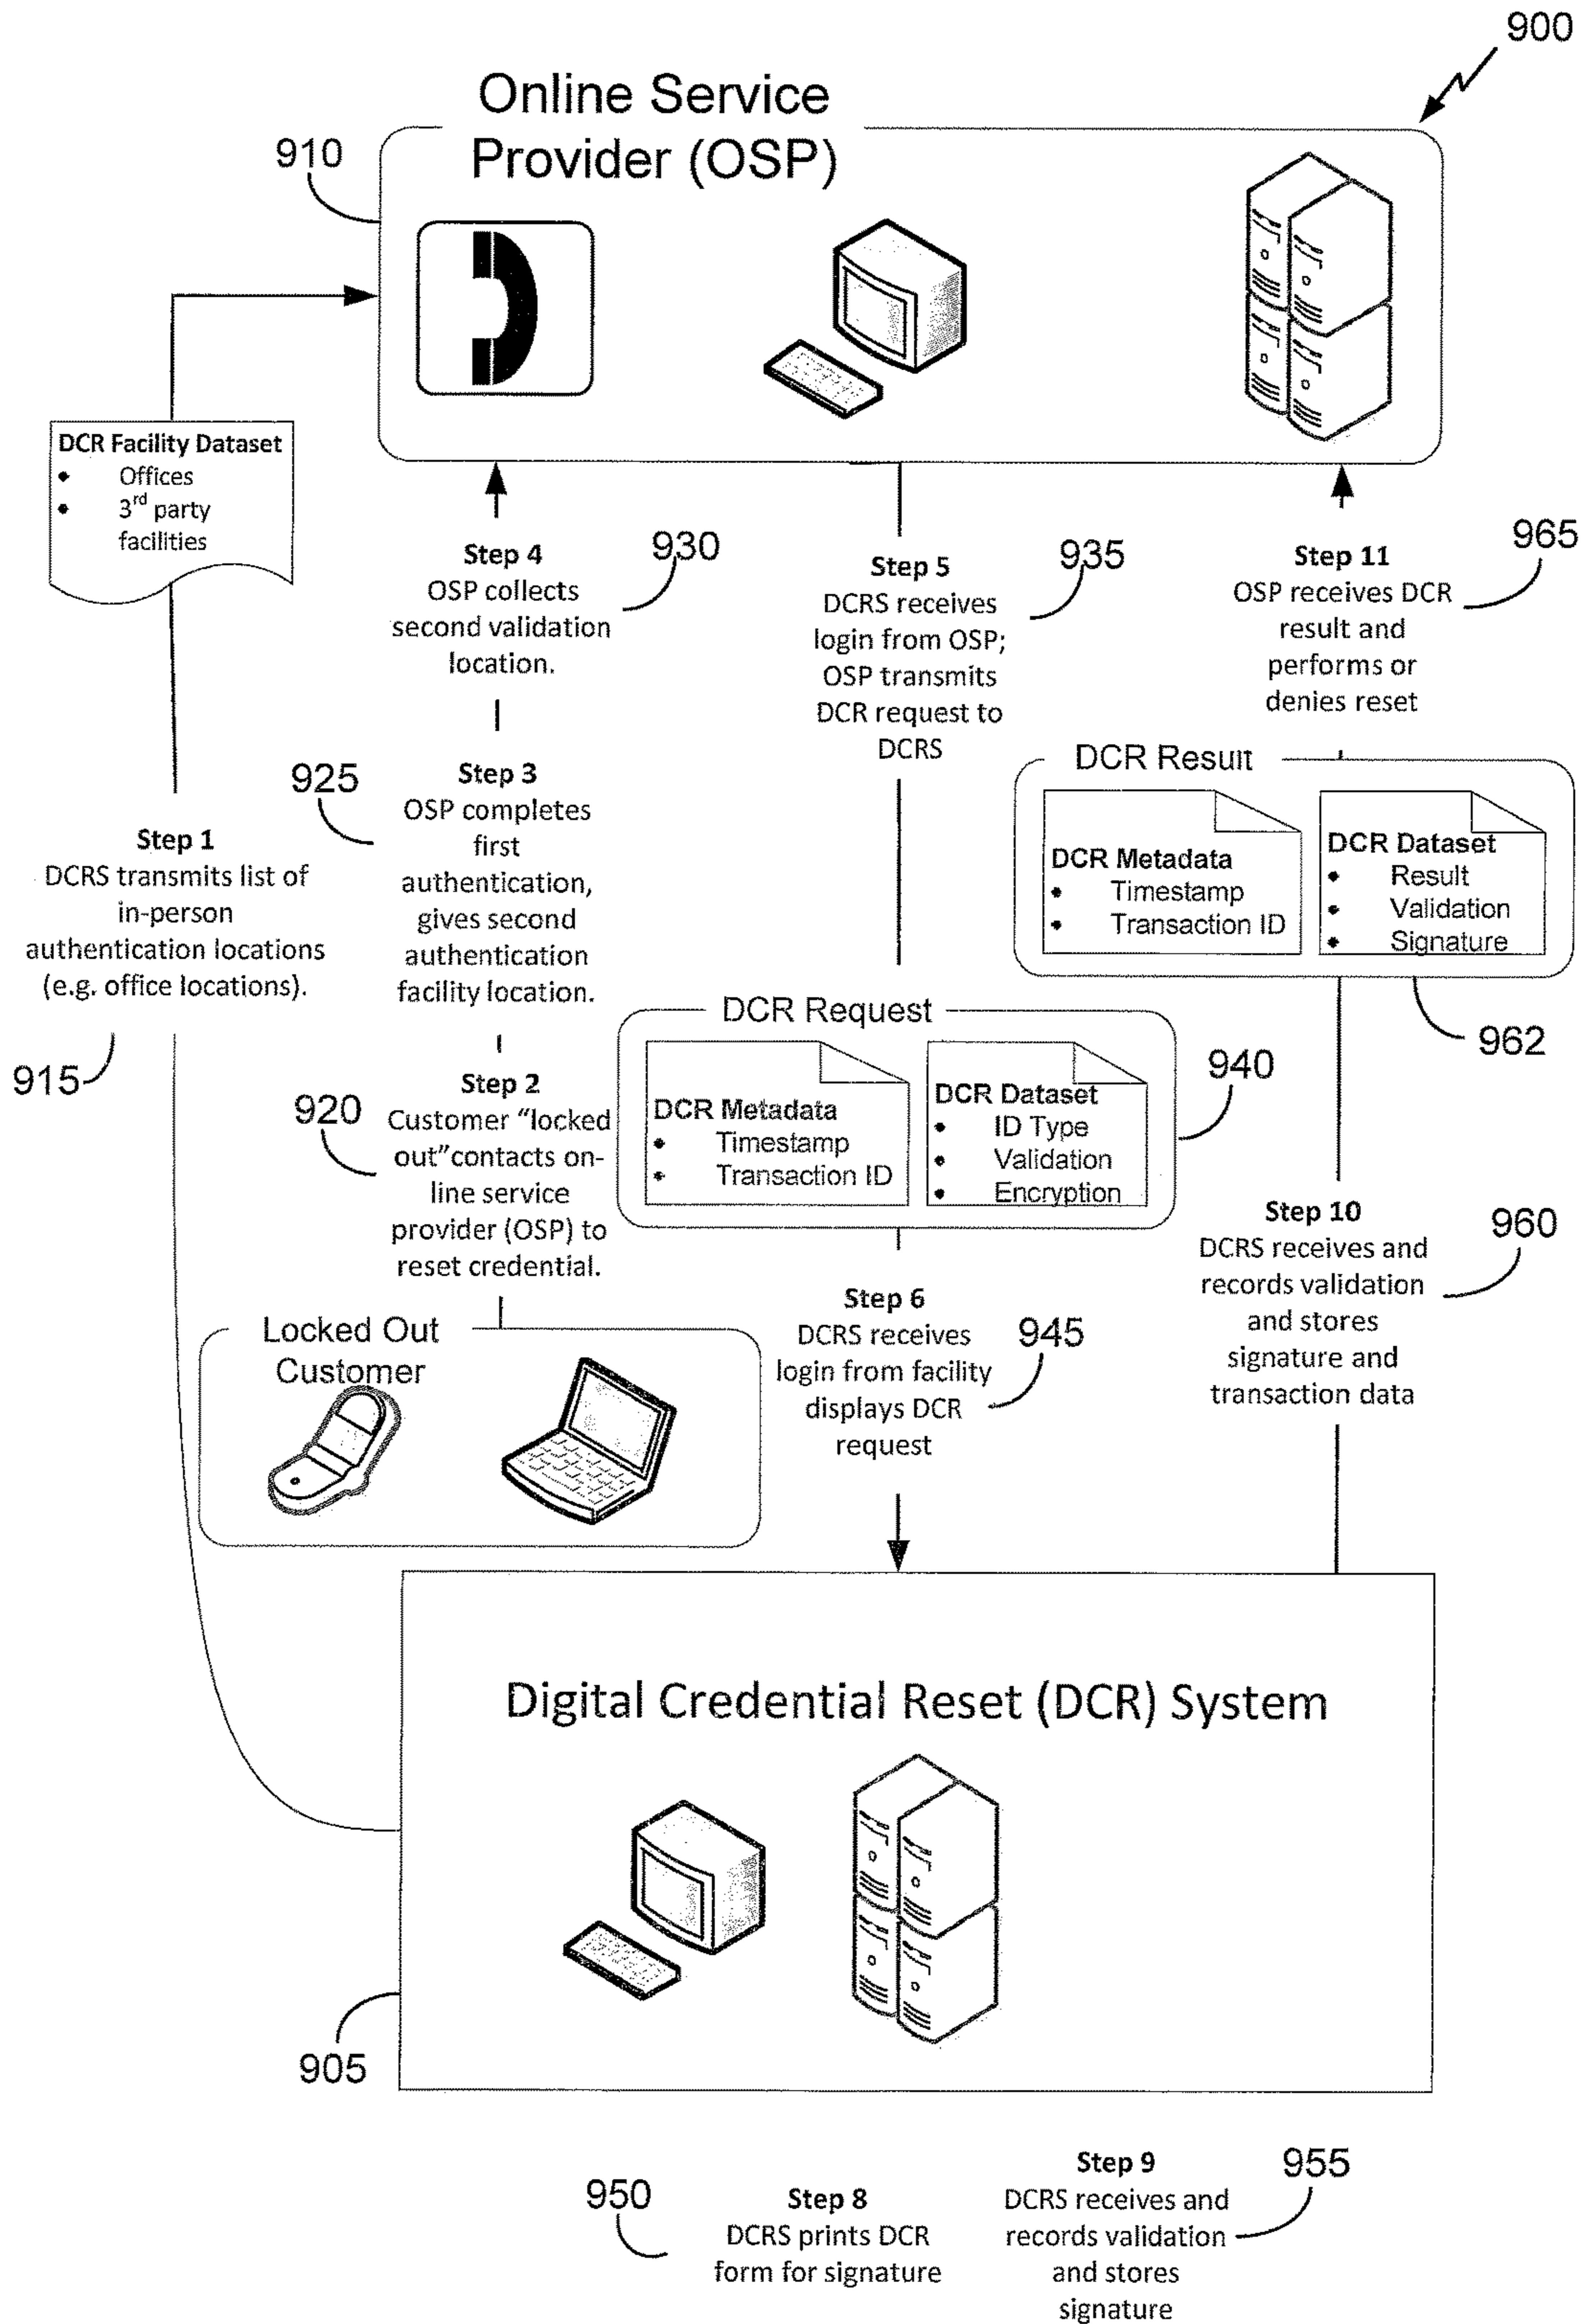 900
Online Service
Provider (OSP)
910
DCR Facility Dataset
• Offices
• 3rd party
facilities
Step 4
OSP collects
second validation
location.
930
Step 5
DCRS receives
login from OSP;
OSP transmits
DCR request to
DCRS
935
Step 11
OSP receives DCR
result and
performs or
denies reset
965
Step 1
DCRS transmits list of
in-person
authentication locations
(e.g. office locations).
915
925
Step 3
OSP completes
first
authentication,
gives second
authentication
facility location.
DCR Result
DCR Metadata
• Timestamp
• Transaction ID
DCR Dataset
• Result
• Validation
• Signature
962
920
Step 2
Customer “locked
out”contacts on-
line service
provider (OSP) to
reset credential.
DCR Request
DCR Metadata
• Timestamp
• Transaction ID
DCR Dataset
• ID Type
• Validation
• Encryption
940
Step 10
DCRS receives and
records validation
and stores
signature and
transaction data
960
Locked Out
Customer
Step 6
DCRS receives
login from facility
displays DCR
request
945
Digital Credential Reset (DCR) System
905
950
Step 8
DCRS prints DCR
form for signature
Step 9
DCRS receives and
records validation
and stores
signature
955